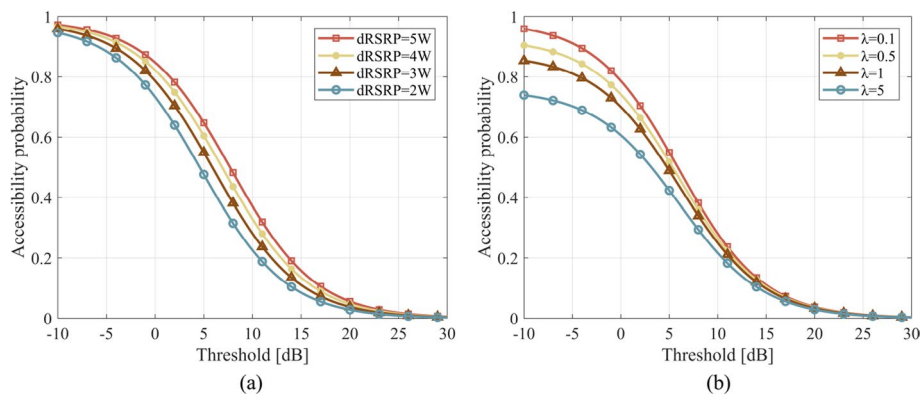 1
0.8
0.6
0.4
0.2
0
Accessibility probability
-10 -5 0 5 10 15 20 25 30
Threshold [dB]
dRSRP=5W
dRSRP=4W
dRSRP=3W
dRSRP=2W
(a)
1
0.8
0.6
0.4
0.2
0
Accessibility probability
-10 -5 0 5 10 15 20 25 30
Threshold [dB]
λ=0.1
λ=0.5
λ=1
λ=5
(b)